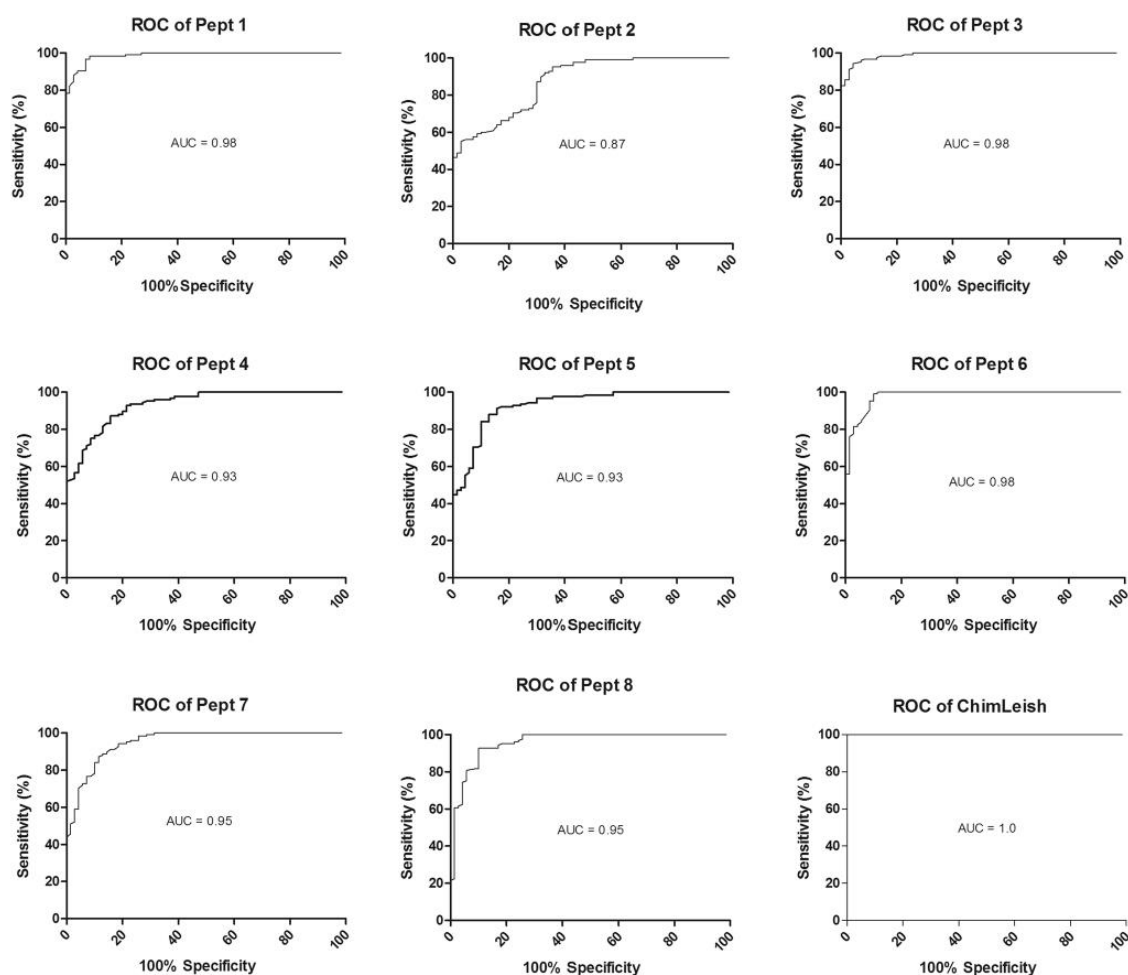 ROC of Pept 1
Sensitivity (%)
100
80
60
40
20
0
AUC = 0.98
0 20 40 60 80 100
100% Specificity
ROC of Pept 2
Sensitivity (%)
100
80
60
40
20
0
AUC = 0.87
0 20 40 60 80 100
100% Specificity
ROC of Pept 3
Sensitivity (%)
100
80
60
40
20
0
AUC = 0.98
0 20 40 60 80 100
100% Specificity
ROC of Pept 4
Sensitivity (%)
100
80
60
40
20
0
AUC = 0.93
0 20 40 60 80 100
100% Specificity
ROC of Pept 5
Sensitivity (%)
100
80
60
40
20
0
AUC = 0.93
0 20 40 60 80 100
100% Specificity
ROC of Pept 6
Sensitivity (%)
100
80
60
40
20
0
AUC = 0.98
0 20 40 60 80 100
100% Specificity
ROC of Pept 7
Sensitivity (%)
100
80
60
40
20
0
AUC = 0.95
0 20 40 60 80 100
100% Specificity
ROC of Pept 8
Sensitivity (%)
100
80
60
40
20
0
AUC = 0.95
0 20 40 60 80 100
100% Specificity
ROC of ChimLeish
Sensitivity (%)
100
80
60
40
20
0
AUC = 1.0
0 20 40 60 80 100
100% Specificity